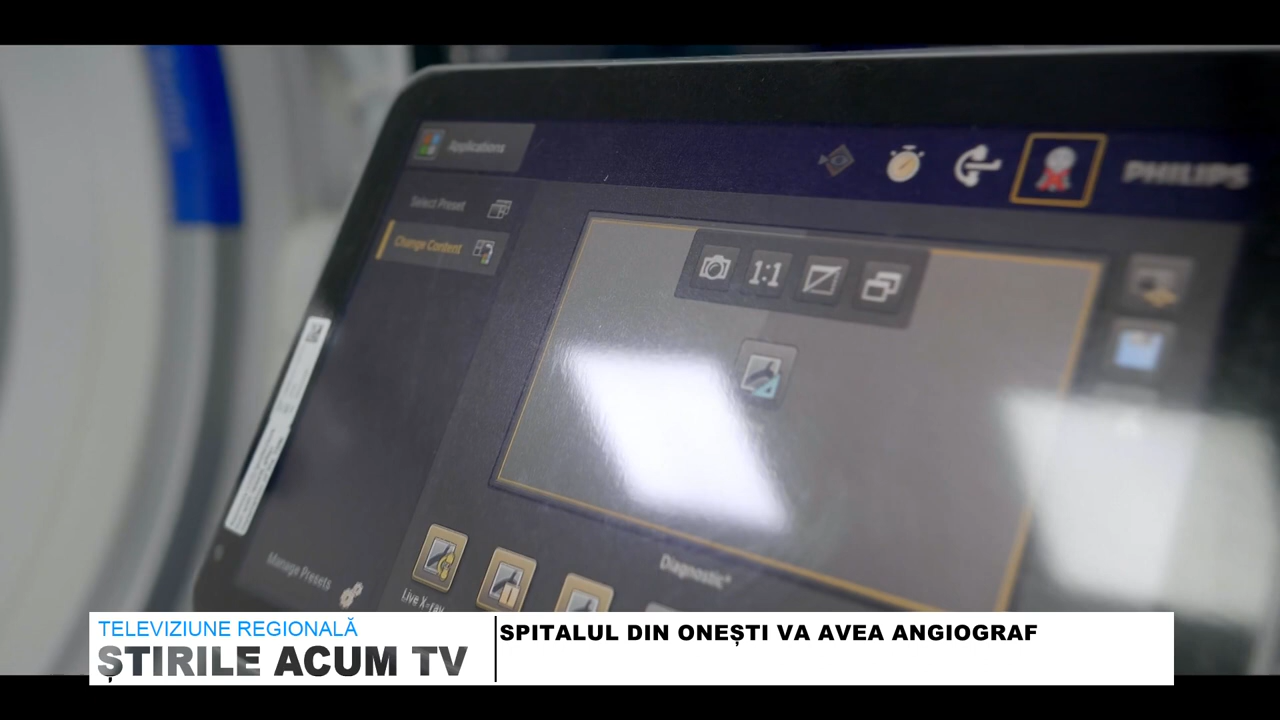 Applications
PHILIPS
Select Preset
Change Content
1:1
Diagnostic*
Manage Presets
Live X-ray
TELEVIZIUNE REGIONALĂ
ȘTIRILE ACUM TV
SPITALUL DIN ONEȘTI VA AVEA ANGIOGRAF